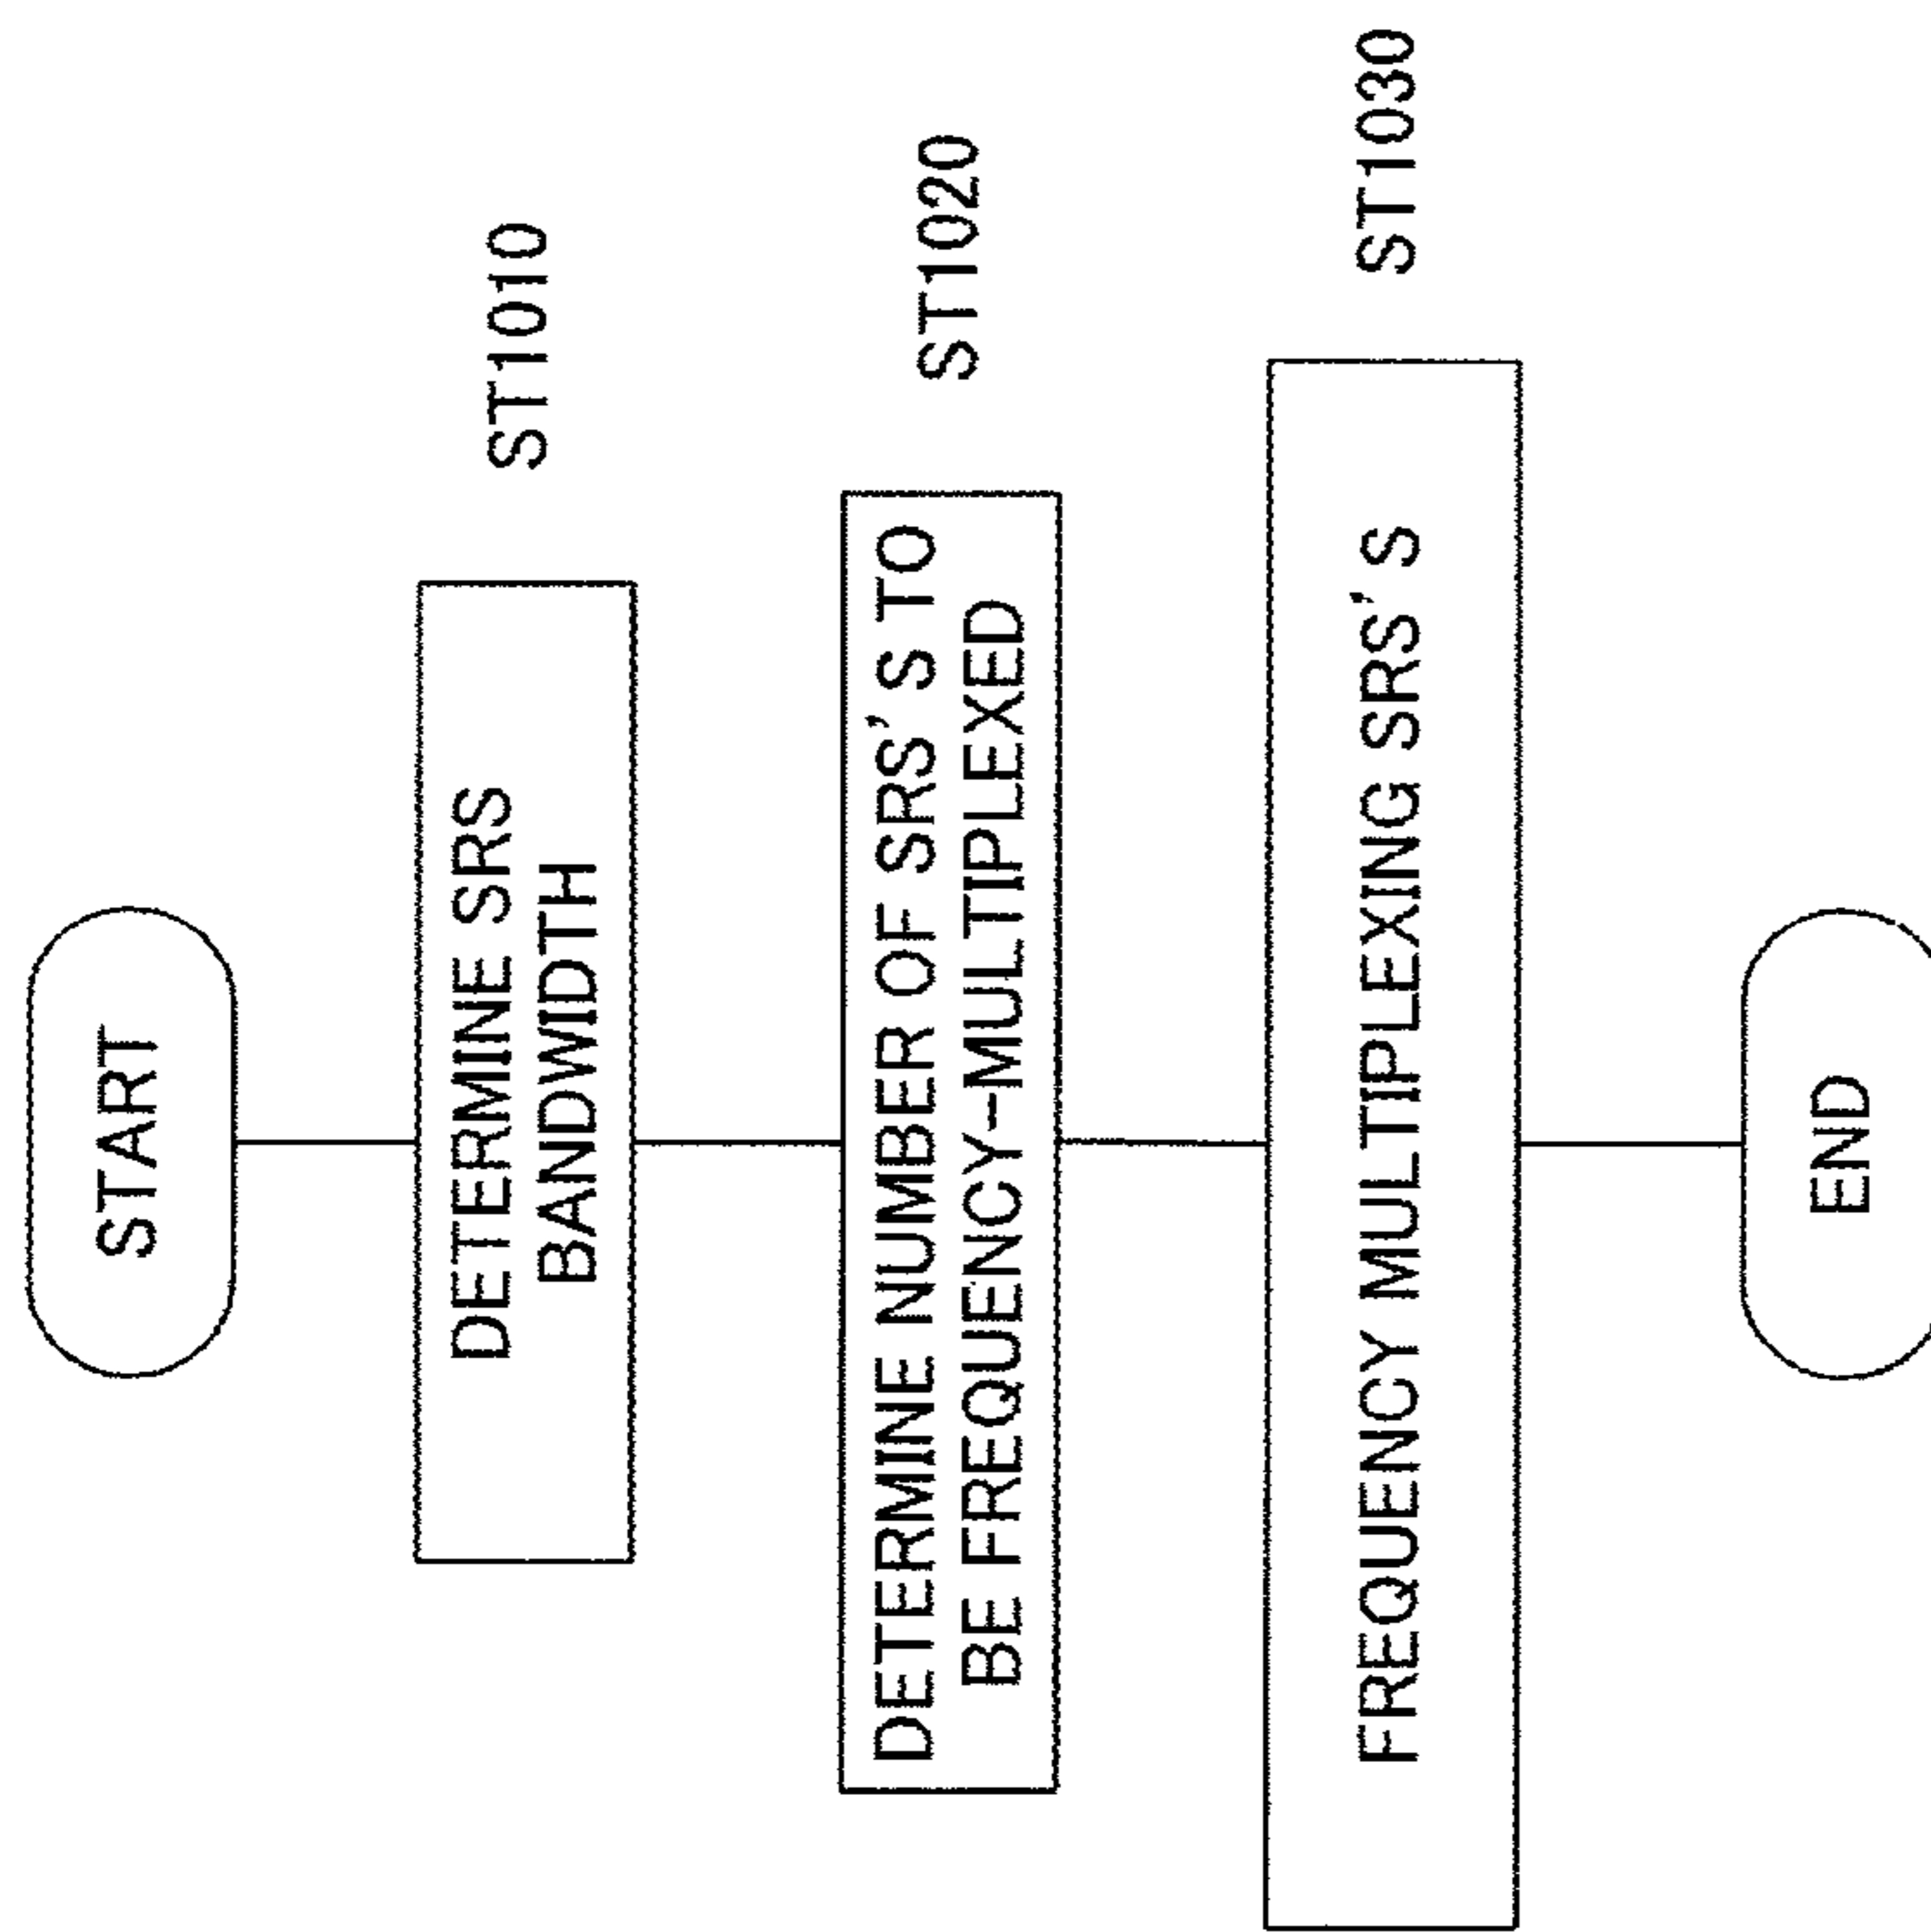 START
ST1010
DETERMINE SRS
BANDWIDTH
ST1020
DETERMINE NUMBER OF SRS' S TO
BE FREQUENCY-MULTIPLEXED
ST1030
FREQUENCY MULTIPLEXING SRS' S
END